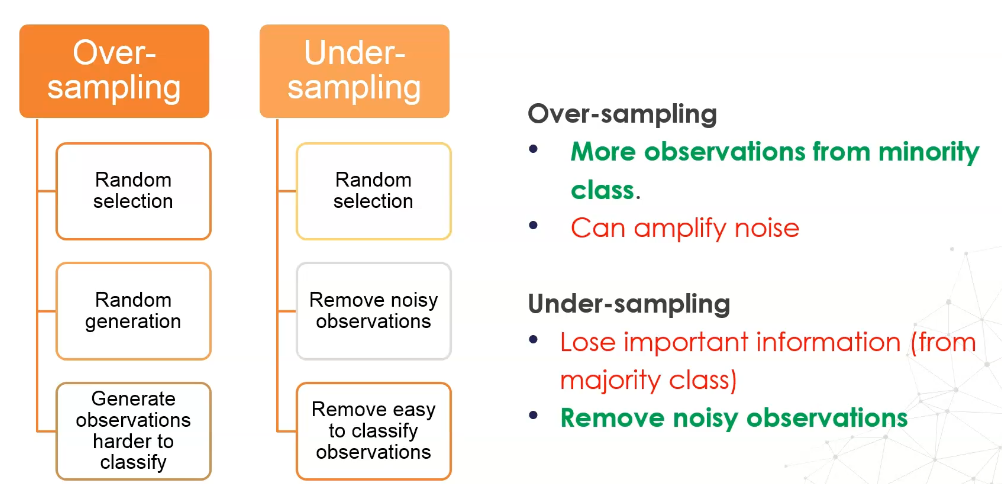 Over-
sampling
Random
selection
Random
generation
Generate
observations
harder to
classify
Under-
sampling
Random
selection
Remove noisy
observations
Remove easy
to classify
observations
Over-sampling
• More observations from minority
class.
• Can amplify noise
Under-sampling
• Lose important information (from
majority class)
• Remove noisy observations